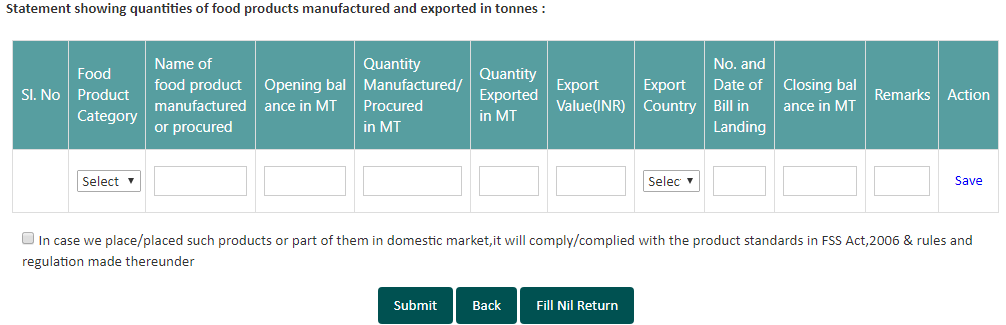 Statement showing quantities of food products manufactured and exported in tonnes :
Sl. No
Food
Product
Category
Name of
food product
manufactured
or procured
Opening bal
ance in MT
Quantity
Manufactured/
Procured
in MT
Quantity
Exported
in MT
Export
Value(INR)
Export
Country
No. and
Date of
Bill in
Landing
Closing bal
ance in MT
Remarks
Action
Select
Selec
Save
In case we place/placed such products or part of them in domestic market,it will comply/complied with the product standards in FSS Act,2006 & rules and
regulation made thereunder
Submit
Back
Fill Nil Return